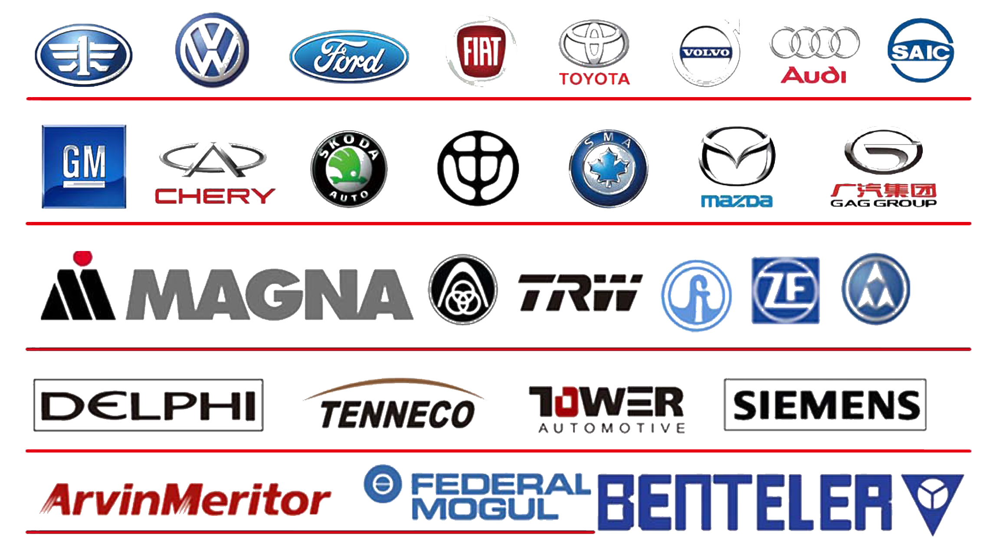 Ford
FIAT
TOYOTA
VOLVO
Audi
SAIC
GM
CHERY
SKODA
AUTO
SMA
mazDa
广汽集团
GAG GROUP
MAGNA
TRW
ZF
DELPHI
TENNECO
TOWER
AUTOMOTIVE
SIEMENS
ArvinMeritor
FEDERAL
MOGUL
BENTELER